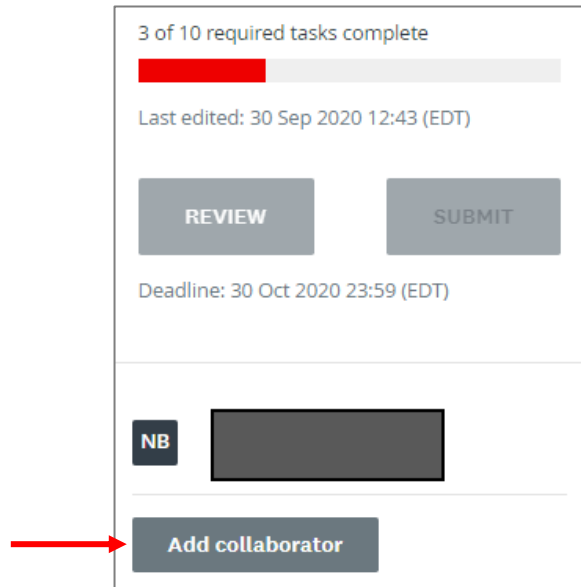 3 of 10 required tasks complete
Last edited: 30 Sep 2020 12:43 (EDT)
REVIEW SUBMIT
Deadline: 30 Oct 2020 23:59 (EDT)
NB
Add collaborator